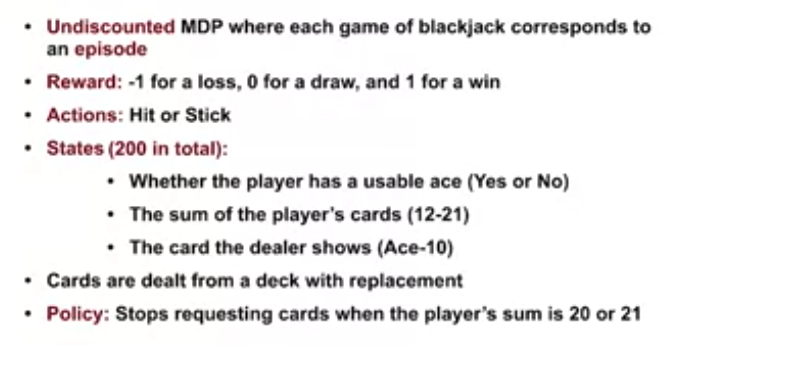 • Undiscounted MDP where each game of blackjack corresponds to
an episode
• Reward: -1 for a loss, 0 for a draw, and 1 for a win
• Actions: Hit or Stick
• States (200 in total):
• Whether the player has a usable ace (Yes or No)
• The sum of the player's cards (12-21)
• The card the dealer shows (Ace-10)
• Cards are dealt from a deck with replacement
• Policy: Stops requesting cards when the player's sum is 20 or 21